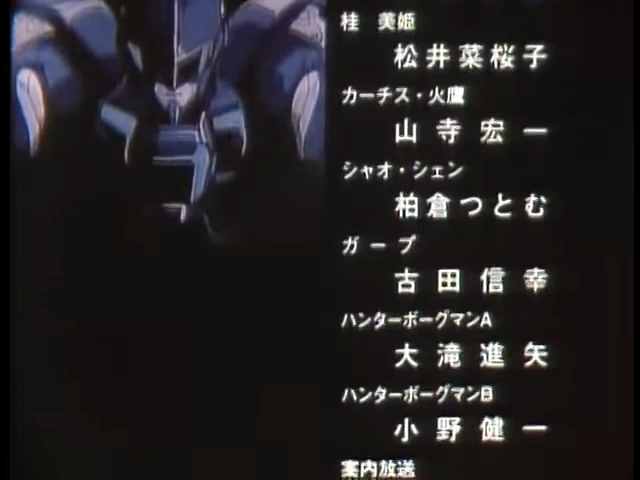 桂　美姫
松井菜桜子
カーチス・火鷹
山寺宏一
シャオ・シェン
柏倉つとむ
ガープ
古田信幸
ハンターボーグマンA
大滝進矢
ハンターボーグマンB
小野健一
案内放送